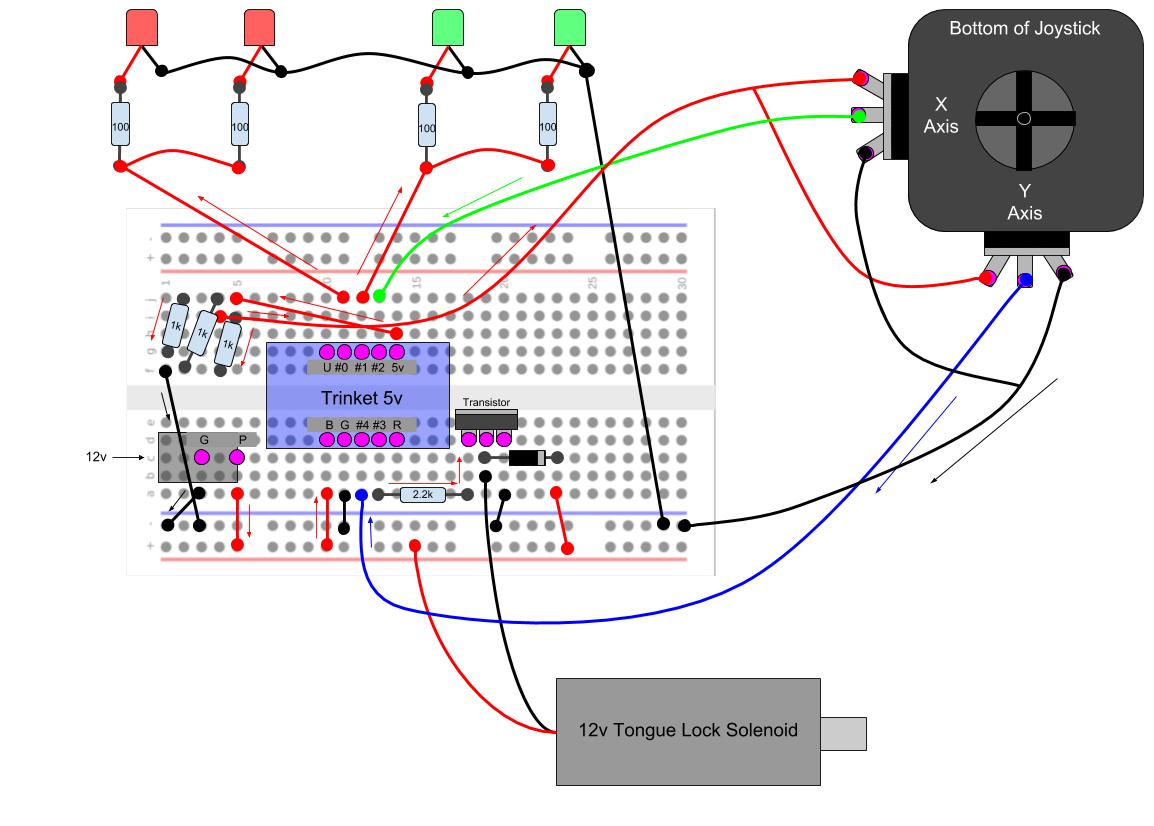 Bottom of Joystick
X
Axis
Y
Axis
100
100
100
100
-
+
1
5
10
15
20
25
30
j
i
h
g
f
1k
1k
1k
U #0 #1 #2 5v
Trinket 5v
B G #4 #3 R
Transistor
e
d
c
b
a
G P
12v
2.2k
-
+
12v Tongue Lock Solenoid